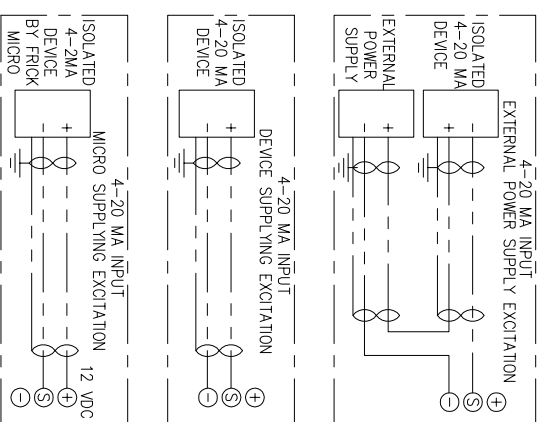 4-20 MA INPUT
EXTERNAL POWER SUPPLY EXCITATION
ISOLATED
4-20 MA
DEVICE
+
-
+
S
-
EXTERNAL
POWER
SUPPLY
+
-
4-20 MA INPUT
DEVICE SUPPLYING EXCITATION
ISOLATED
4-20 MA
DEVICE
+
-
+
S
-
4-20 MA INPUT
MICRO SUPPLYING EXCITATION
12 VDC
ISOLATED
4-2MA
DEVICE
BY FRICK
MICRO
+
-
+
S
-